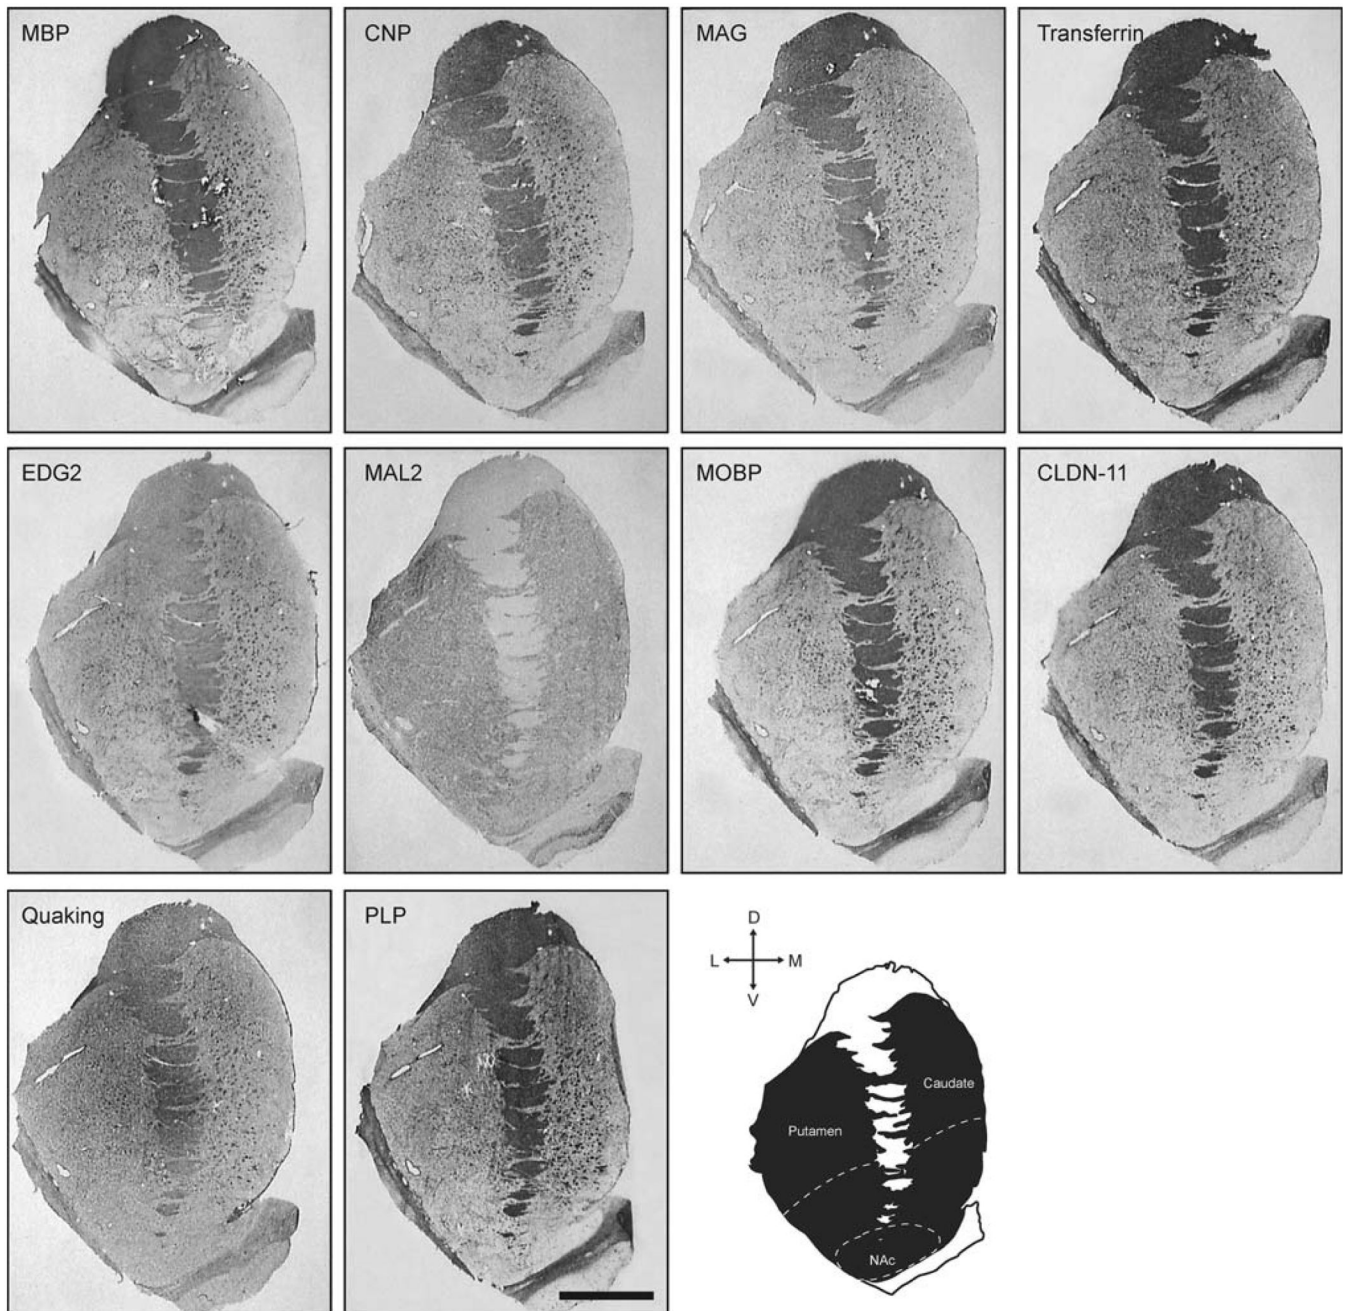 MBP
CNP
MAG
Transferrin
EDG2
MAL2
MOBP
CLDN-11
Quaking
PLP
D
L
M
V
Caudate
Putamen
NAc